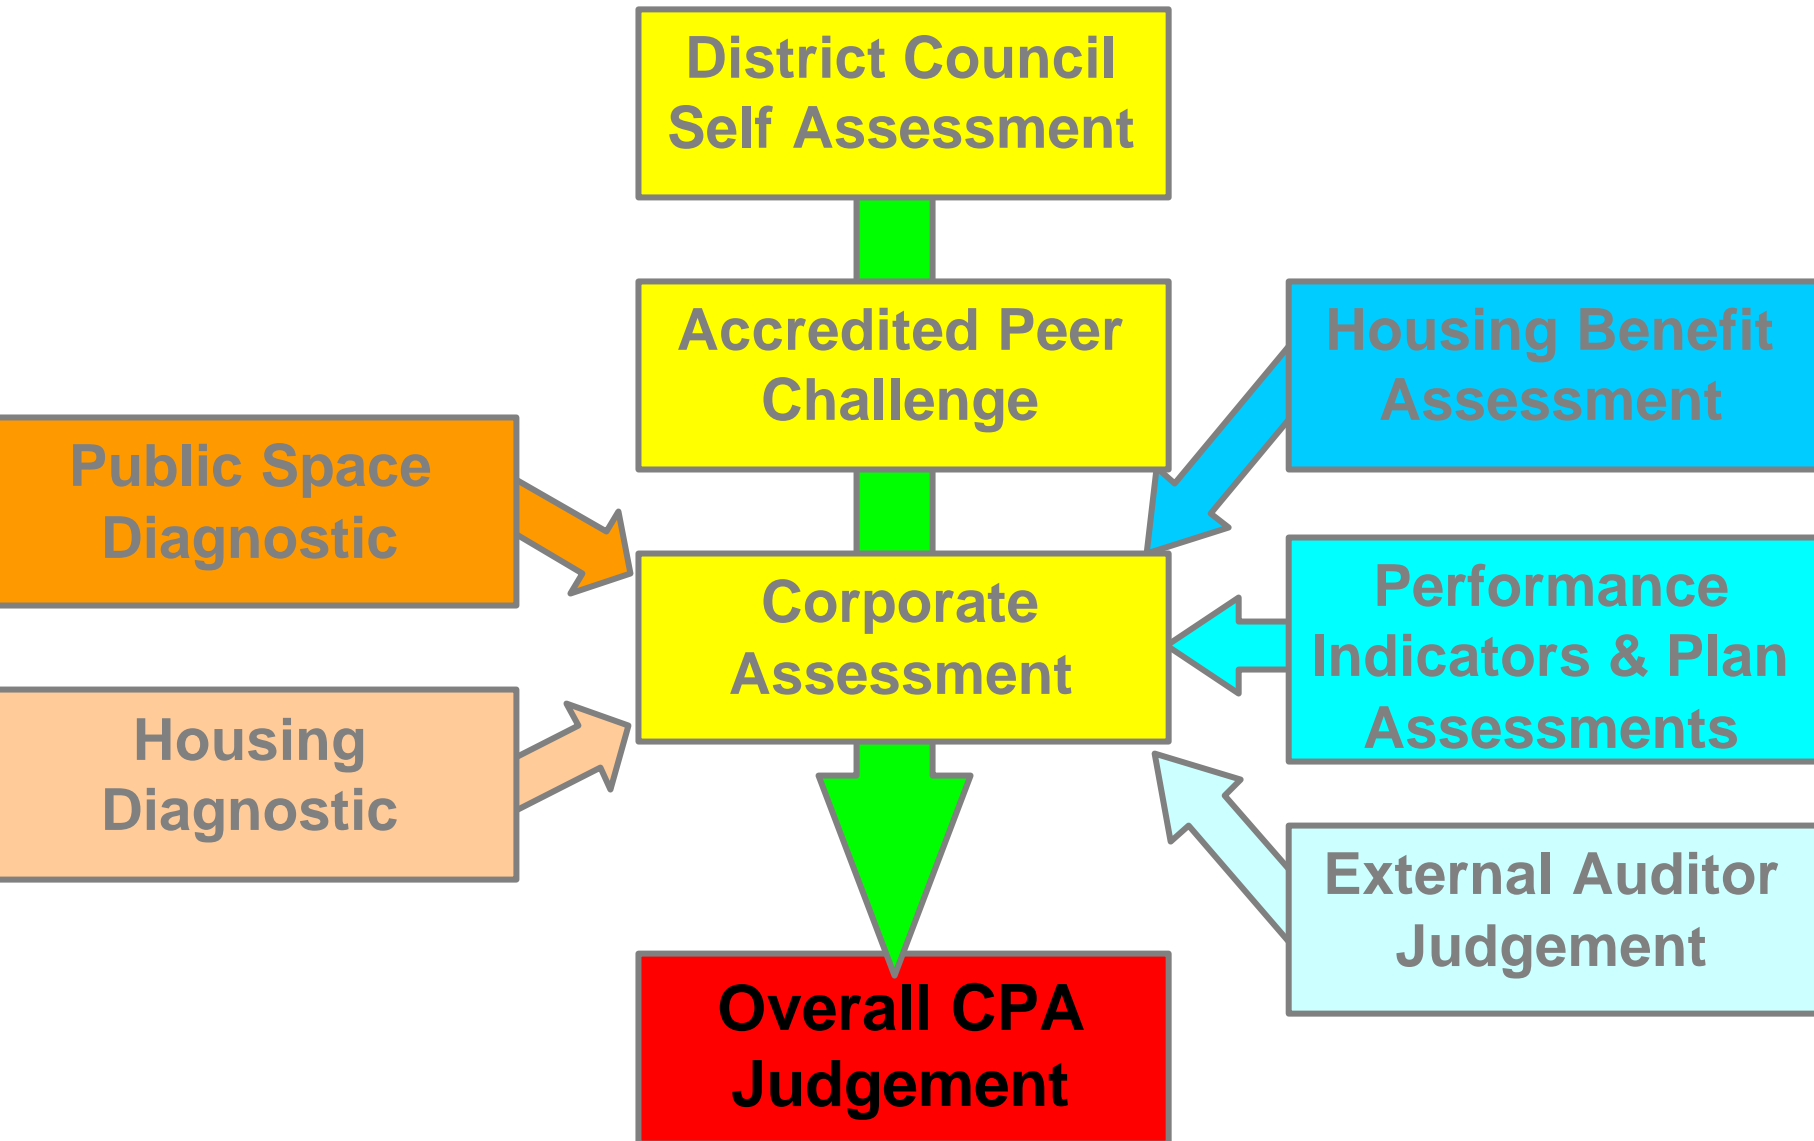 District Council
Self Assessment
Accredited Peer
Challenge
Housing Benefit
Assessment
Public Space
Diagnostic
Corporate
Assessment
Performance
Indicators & Plan
Assessments
Housing
Diagnostic
External Auditor
Judgement
Overall CPA
Judgement